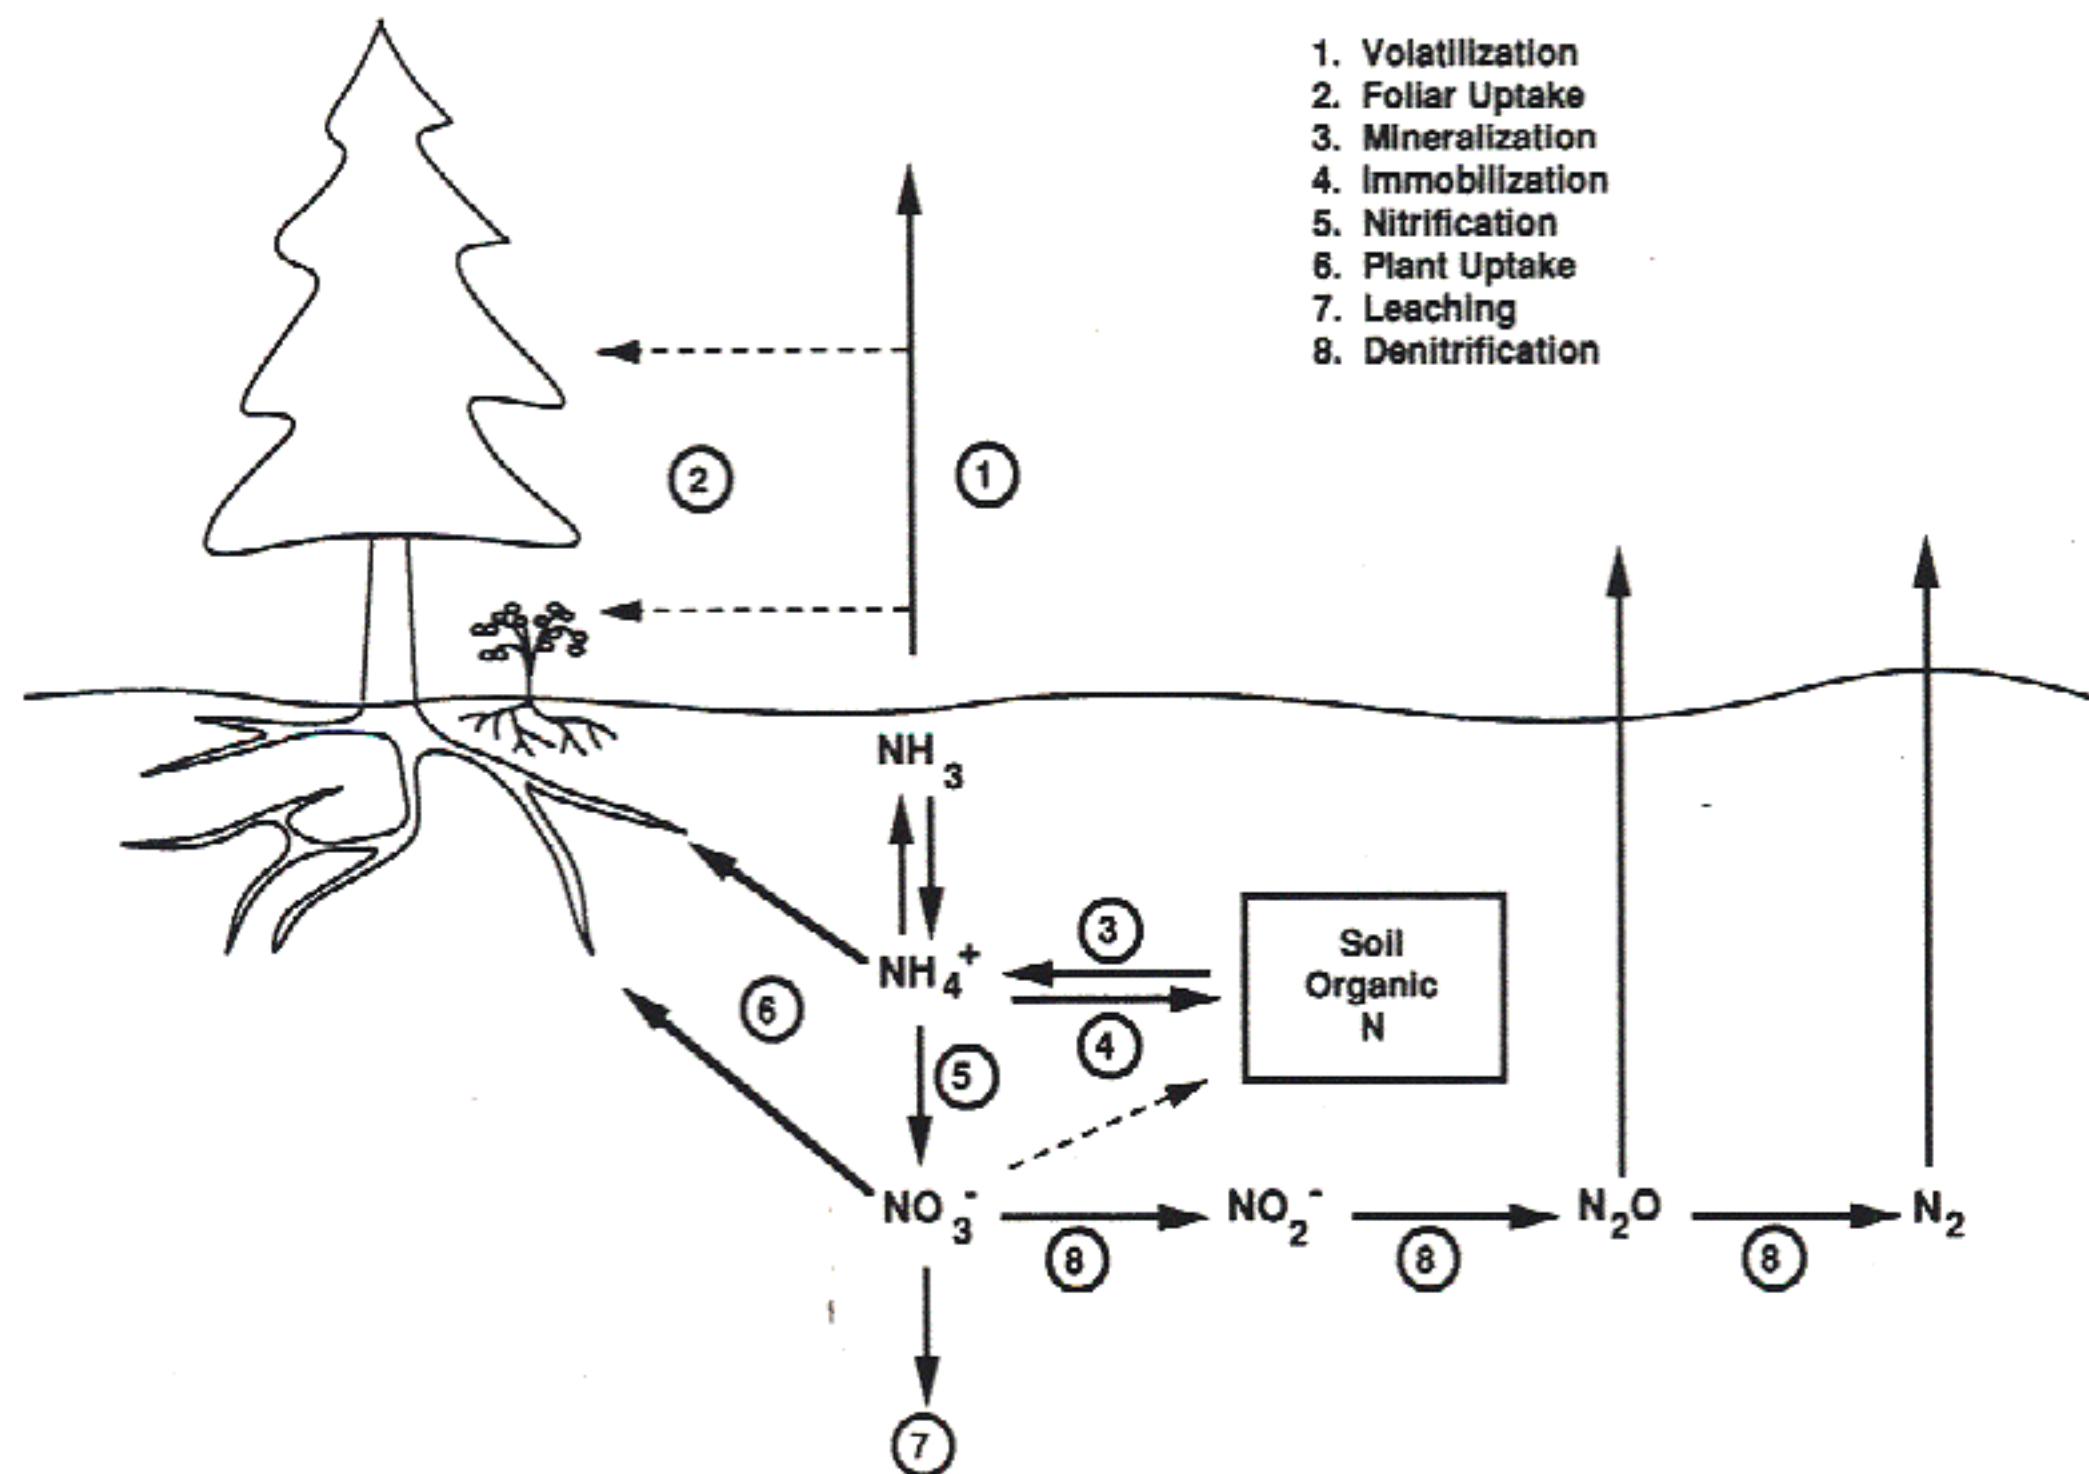 1. Volatilization
2. Foliar Uptake
3. Mineralization
4. Immobilization
5. Nitrification
6. Plant Uptake
7. Leaching
8. Denitrification
2
1
NH3
3
NH4+
Soil
Organic
N
6
4
5
NO3-
NO2-
N2O
N2
8
8
8
7